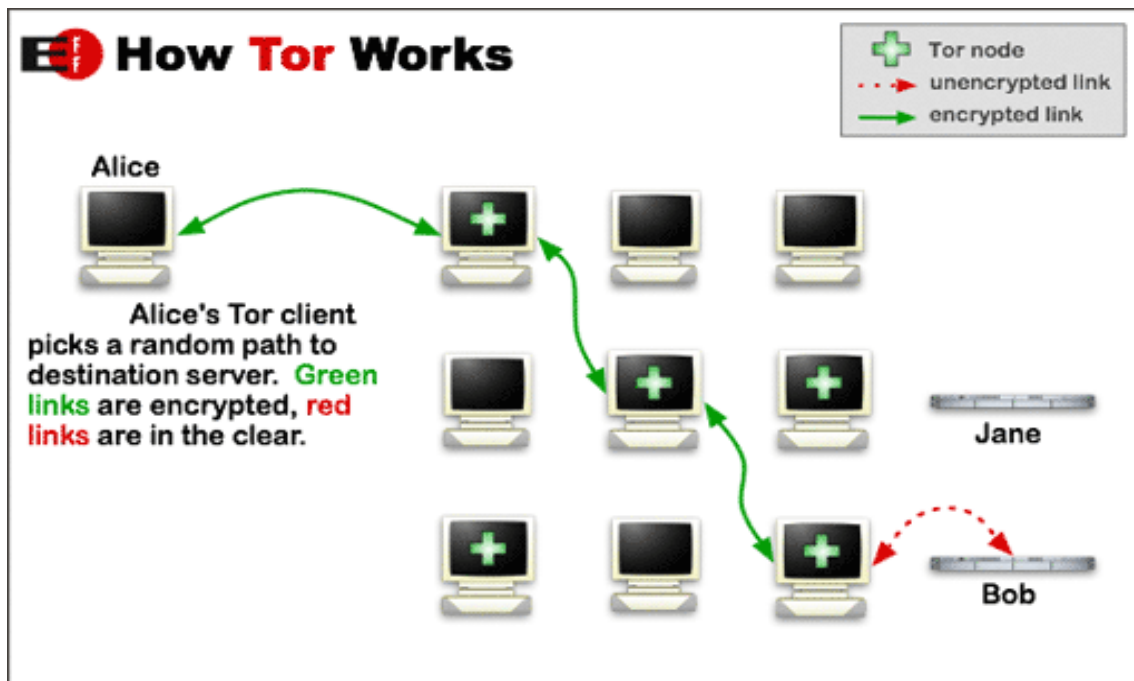 EFF How Tor Works
Tor node
unencrypted link
encrypted link
Alice
Alice's Tor client
picks a random path to
destination server. Green
links are encrypted, red
links are in the clear.
Jane
Bob